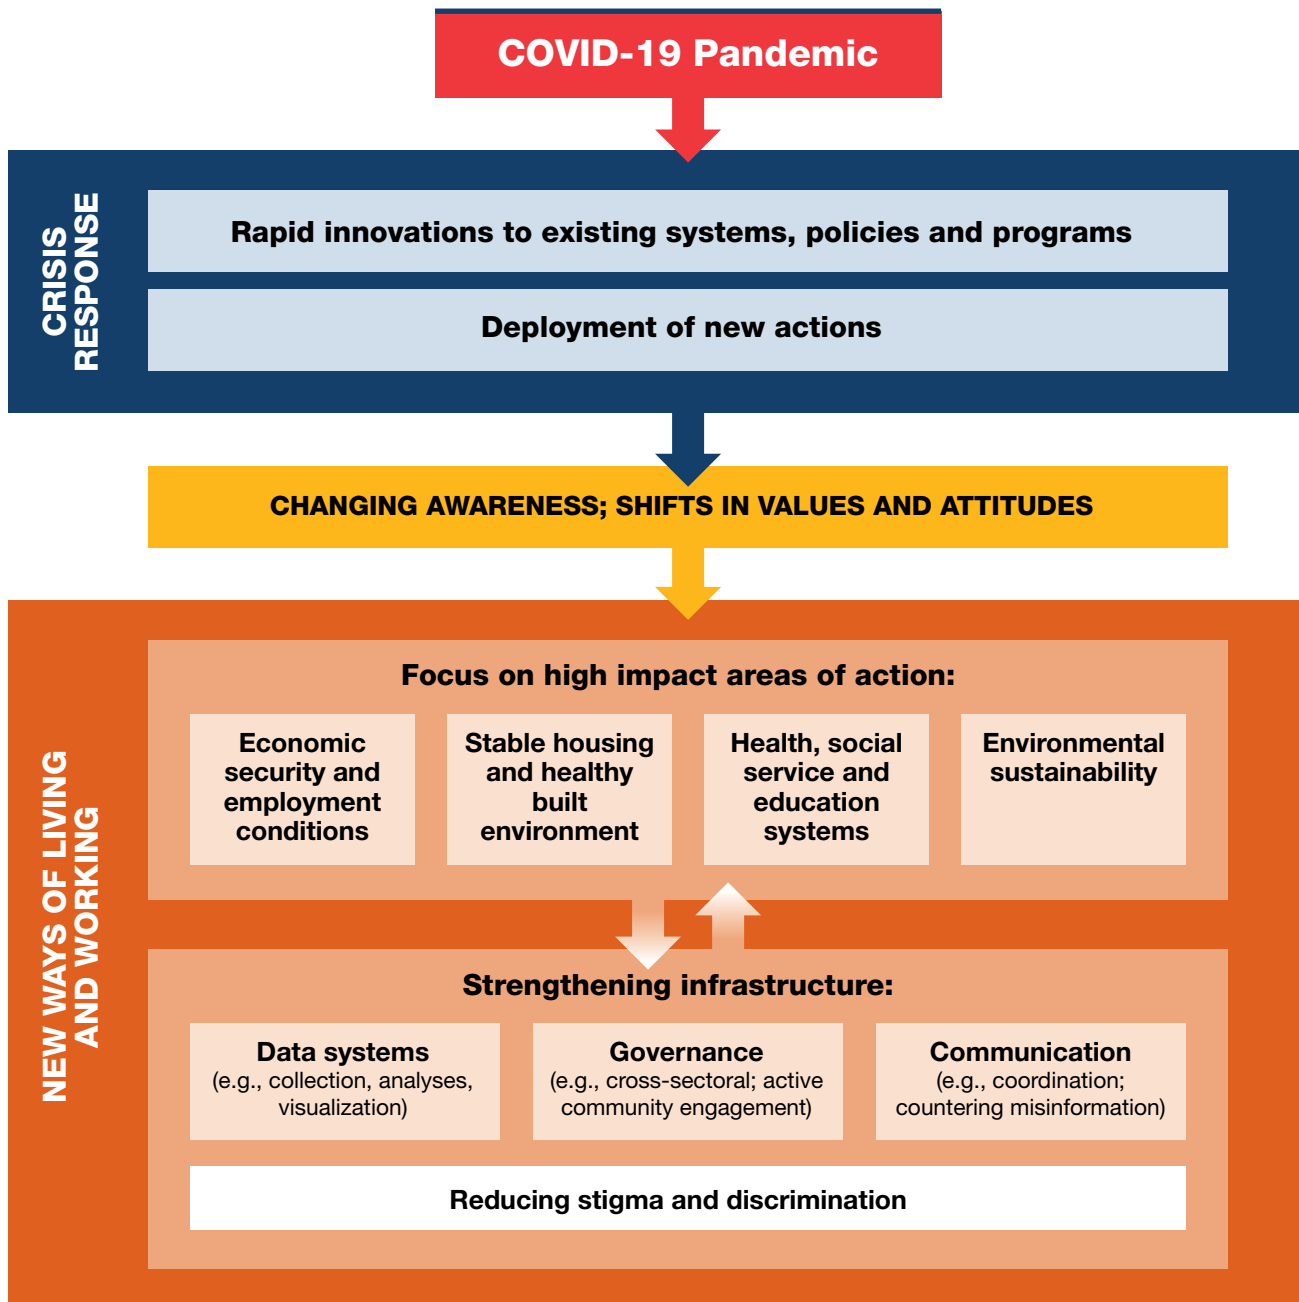 COVID-19 Pandemic
CRISIS
RESPONSE
Rapid innovations to existing systems, policies and programs
Deployment of new actions
CHANGING AWARENESS; SHIFTS IN VALUES AND ATTITUDES
NEW WAYS OF LIVING
AND WORKING
Focus on high impact areas of action:
Economic
security and
employment
conditions
Stable housing
and healthy
built
environment
Health, social
service and
education
systems
Environmental
sustainability
Strengthening infrastructure:
Data systems
(e.g., collection, analyses,
visualization)
Governance
(e.g., cross-sectoral; active
community engagement)
Communication
(e.g., coordination;
countering misinformation)
Reducing stigma and discrimination